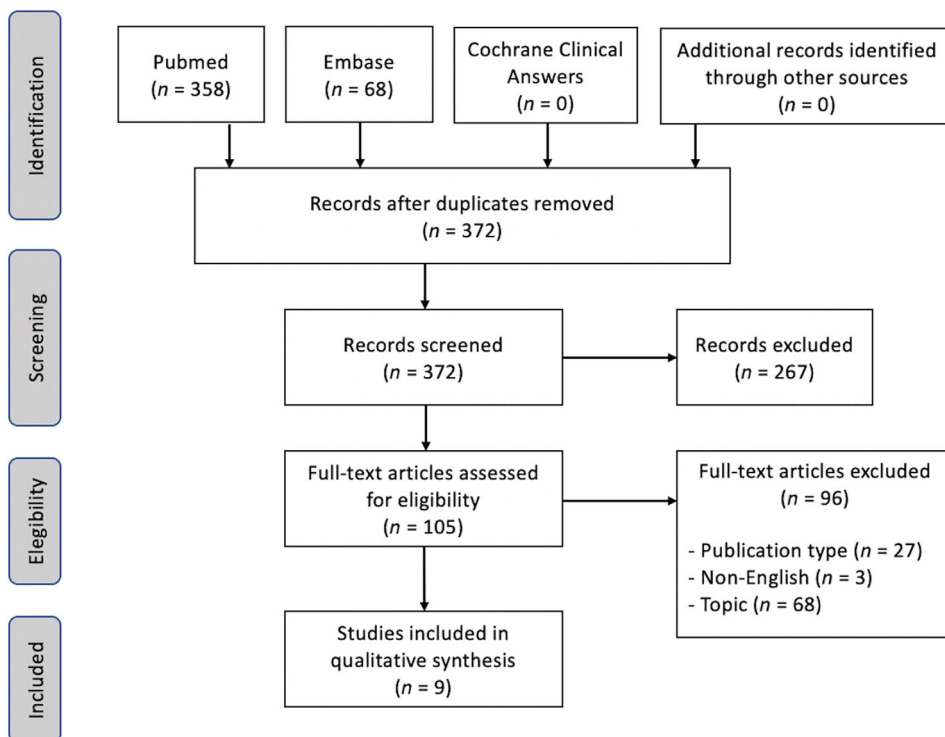 Identification
Pubmed
(n = 358)
Embase
(n = 68)
Cochrane Clinical
Answers
(n = 0)
Additional records identified
through other sources
(n = 0)
Records after duplicates removed
(n = 372)
Screening
Records screened
(n = 372)
Records excluded
(n = 267)
Elegibility
Full-text articles assessed
for eligibility
(n = 105)
Full-text articles excluded
(n = 96)
- Publication type (n = 27)
- Non-English (n = 3)
- Topic (n = 68)
Included
Studies included in
qualitative synthesis
(n = 9)